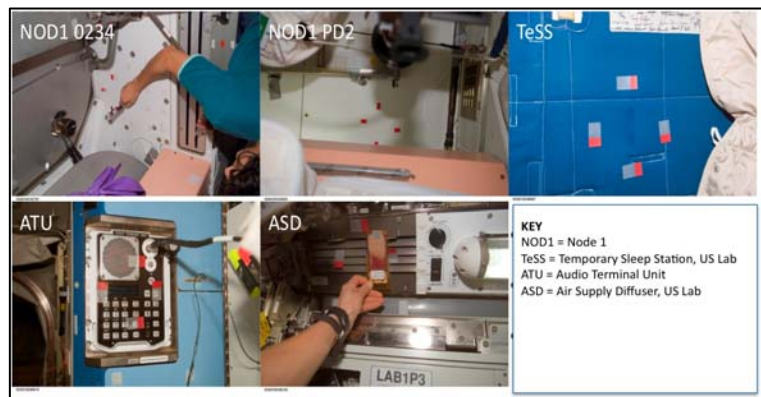 NOD1 0234
NOD1 PD2
TeSS
ATU
ASD
LAB1P3
KEY
NOD1 = Node 1
TeSS = Temporary Sleep Station, US Lab
ATU = Audio Terminal Unit
ASD = Air Supply Diffuser, US Lab